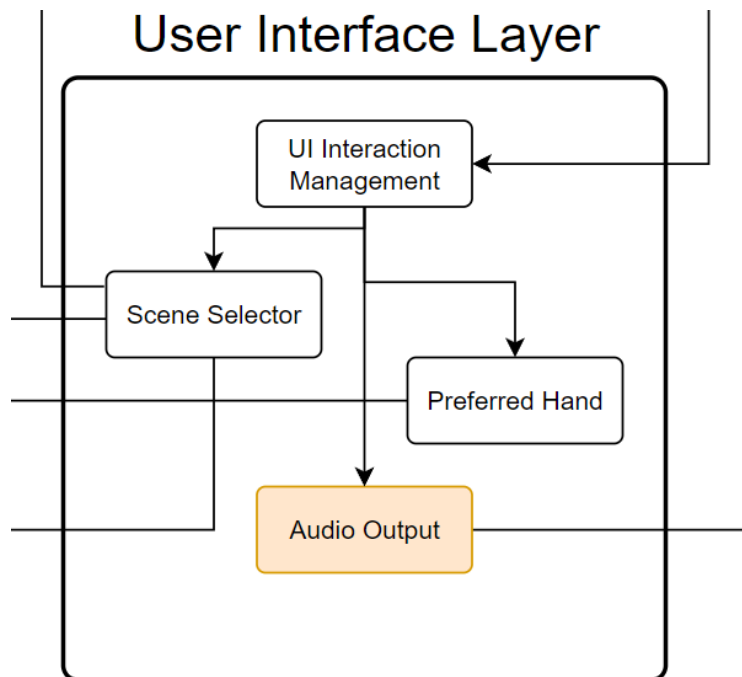 User Interface Layer
UI Interaction
Management
Scene Selector
Preferred Hand
Audio Output